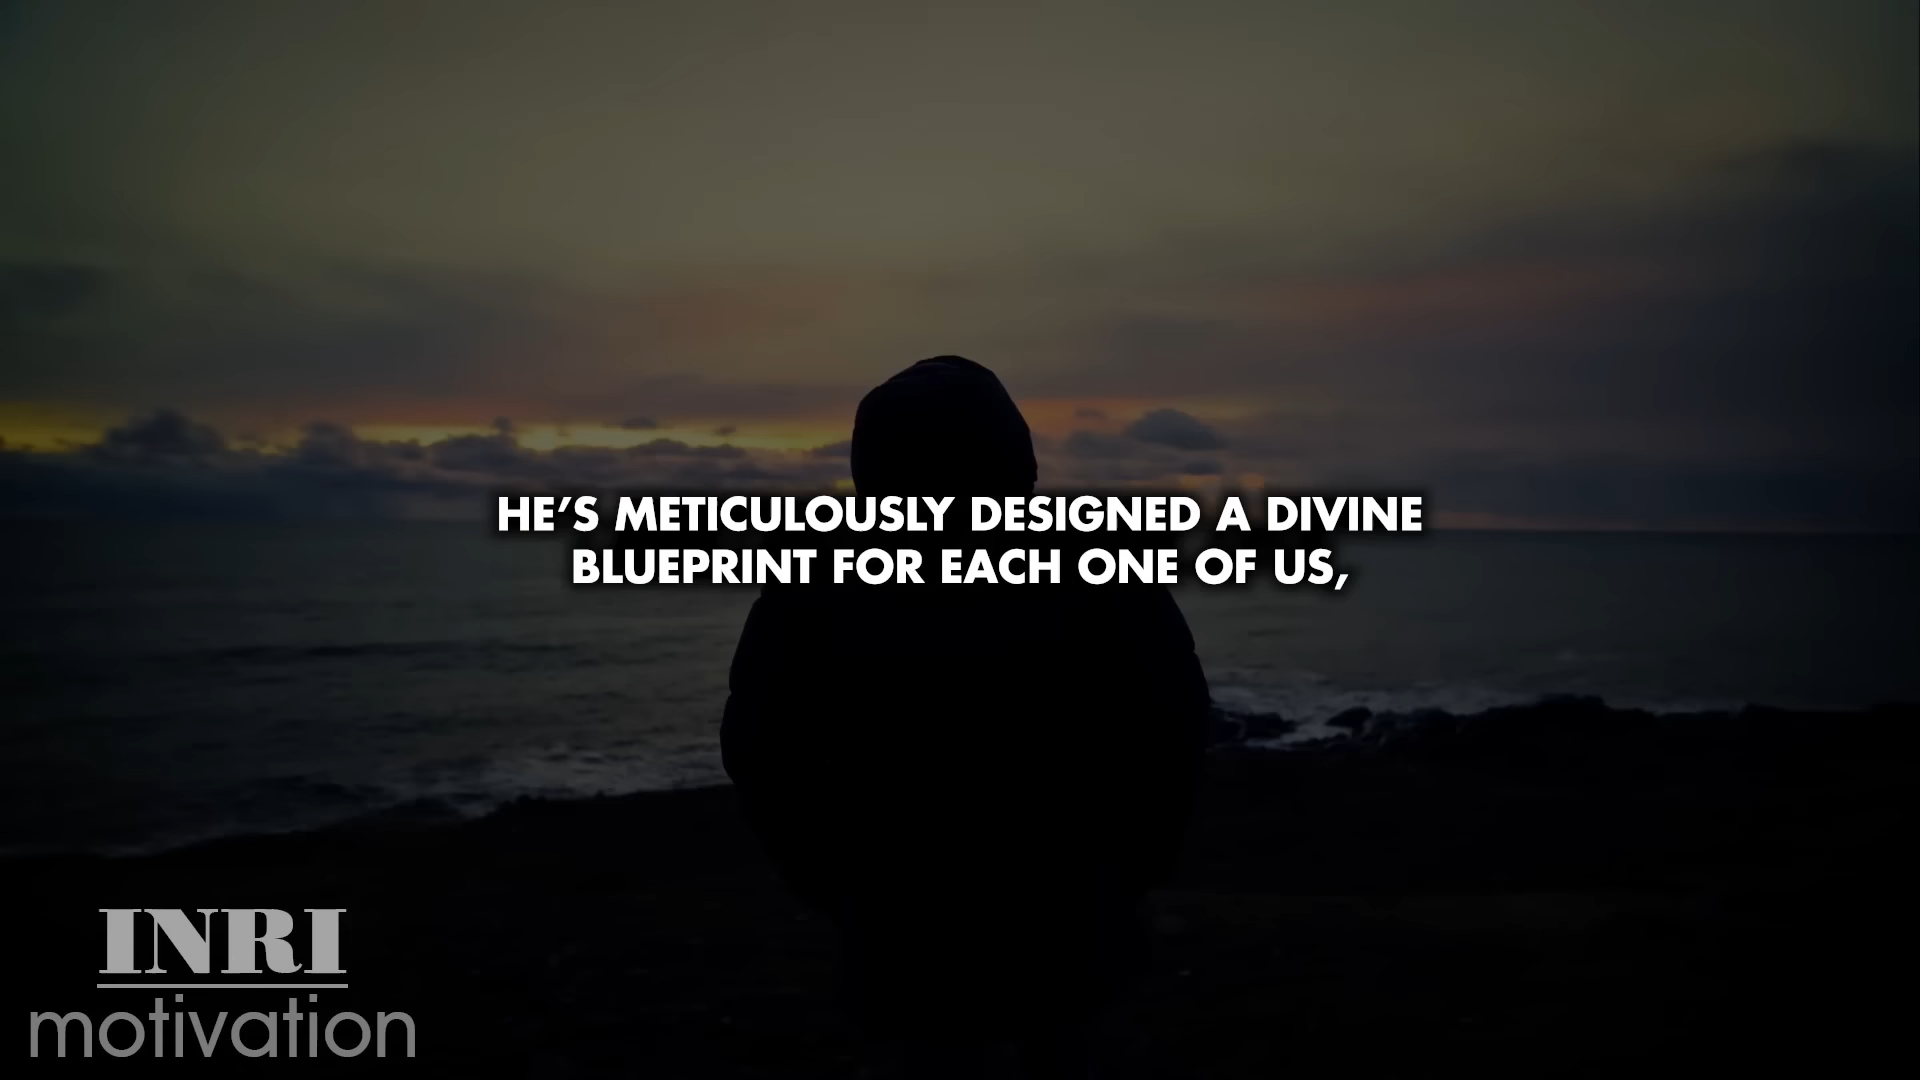 HE’S METICULOUSLY DESIGNED A DIVINE
BLUEPRINT FOR EACH ONE OF US,
INRI
motivation